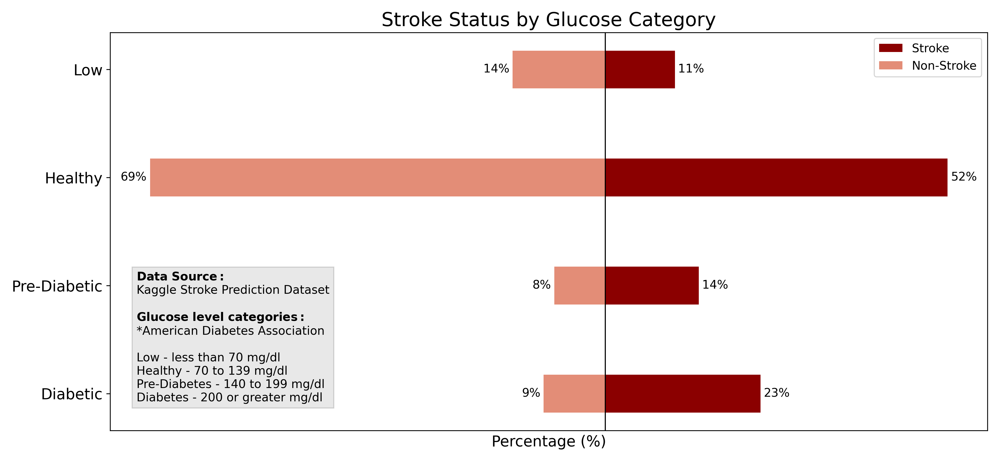 Stroke Status by Glucose Category
Stroke
Non-Stroke
Low
14%
11%
Healthy
69%
52%
Pre-Diabetic
8%
14%
Diabetic
9%
23%
Data Source:
Kaggle Stroke Prediction Dataset
Glucose level categories:
*American Diabetes Association
Low - less than 70 mg/dl
Healthy - 70 to 139 mg/dl
Pre-Diabetes - 140 to 199 mg/dl
Diabetes - 200 or greater mg/dl
Percentage (%)